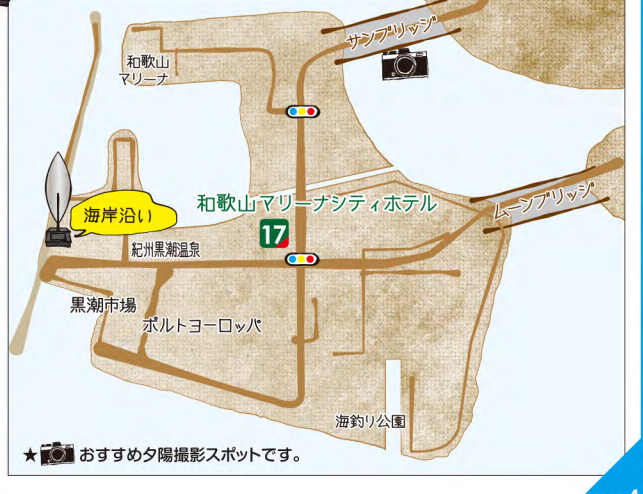 サンブリッジ
和歌山
マリーナ
和歌山マリーナシティホテル
ムーンブリッジ
海岸沿い
17
紀州黒潮温泉
黒潮市場
ポルトヨーロッパ
海釣り公園
★ おすすめ夕陽撮影スポットです。